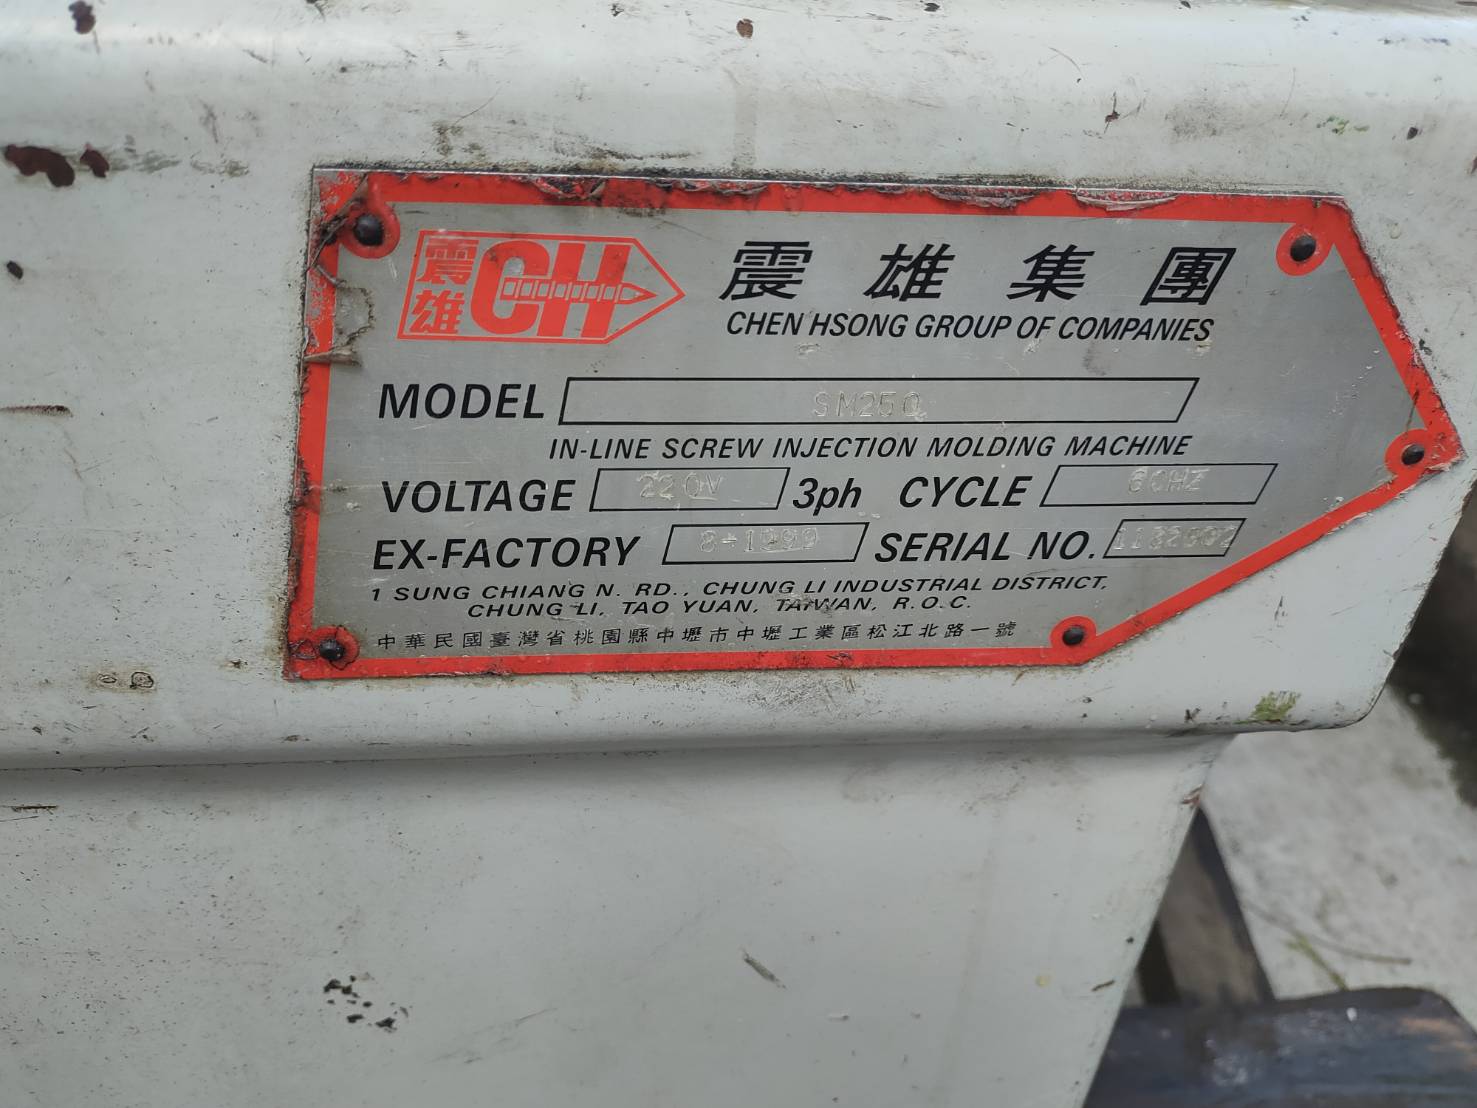 震雄 CH 震雄集團
CHEN HSONG GROUP OF COMPANIES
MODEL SM250
IN-LINE SCREW INJECTION MOLDING MACHINE
VOLTAGE 220V 3ph CYCLE 60HZ
EX-FACTORY 8-1999 SERIAL NO.
1 SUNG CHIANG N. RD., CHUNG LI INDUSTRIAL DISTRICT,
CHUNG LI, TAO YUAN, TAIWAN, R.O.C.
中華民國臺灣省桃園縣中壢市中壢工業區松江北路一號